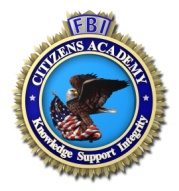 FBI
CITIZENS ACADEMY
Knowledge Support Integrity